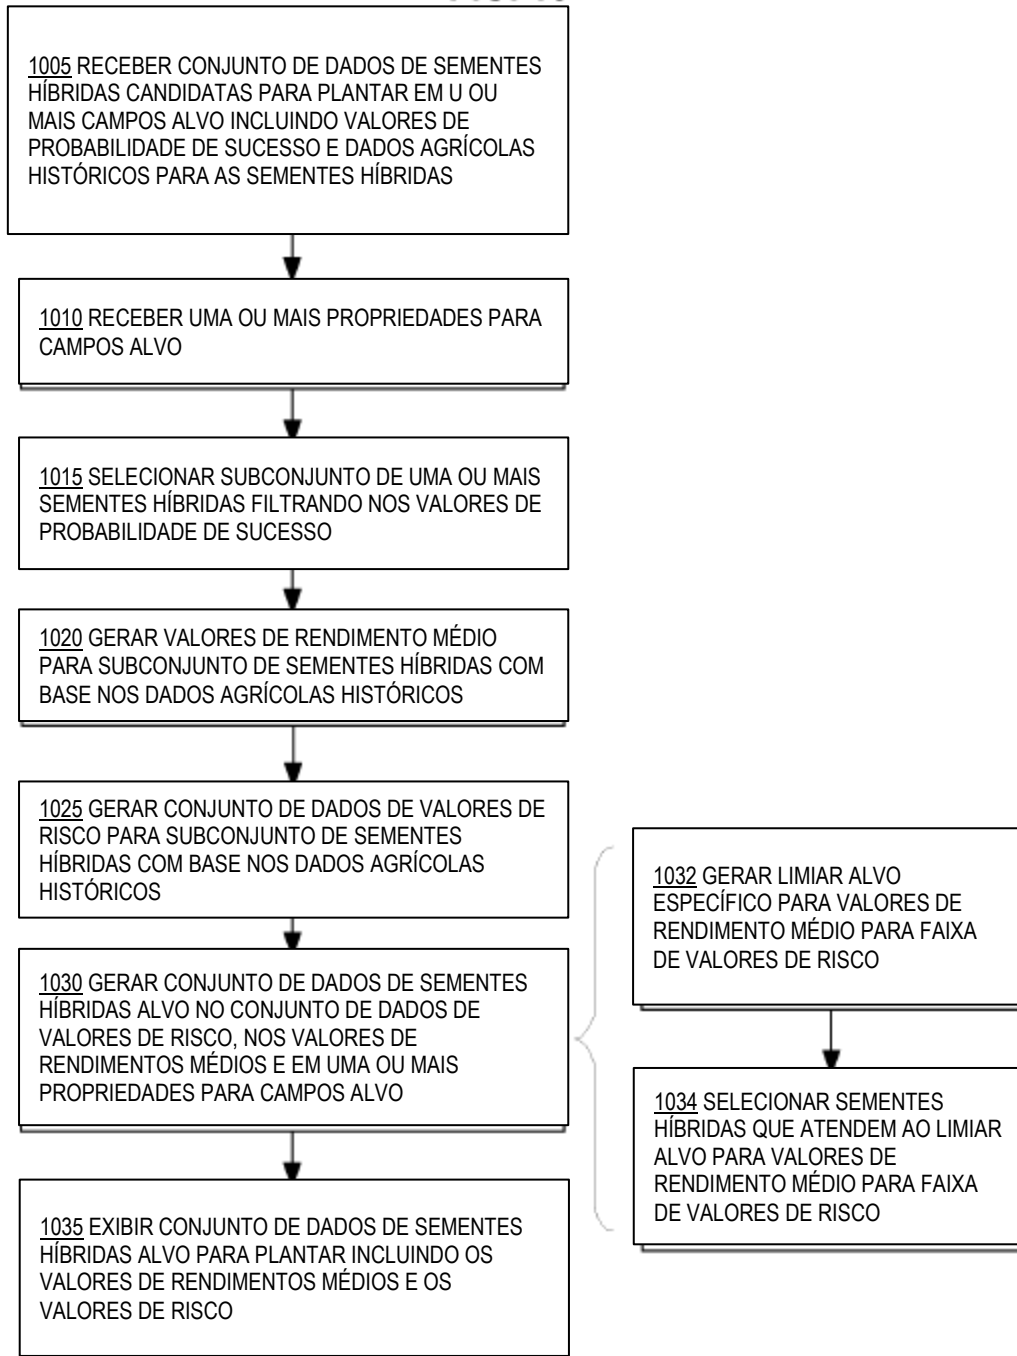 1005 RECEBER CONJUNTO DE DADOS DE SEMENTES
HÍBRIDAS CANDIDATAS PARA PLANTAR EM U OU
MAIS CAMPOS ALVO INCLUINDO VALORES DE
PROBABILIDADE DE SUCESSO E DADOS AGRÍCOLAS
HISTÓRICOS PARA AS SEMENTES HÍBRIDAS
1010 RECEBER UMA OU MAIS PROPRIEDADES PARA
CAMPOS ALVO
1015 SELECIONAR SUBCONJUNTO DE UMA OU MAIS
SEMENTES HÍBRIDAS FILTRANDO NOS VALORES DE
PROBABILIDADE DE SUCESSO
1020 GERAR VALORES DE RENDIMENTO MÉDIO
PARA SUBCONJUNTO DE SEMENTES HÍBRIDAS COM
BASE NOS DADOS AGRÍCOLAS HISTÓRICOS
1025 GERAR CONJUNTO DE DADOS DE VALORES DE
RISCO PARA SUBCONJUNTO DE SEMENTES
HÍBRIDAS COM BASE NOS DADOS AGRÍCOLAS
HISTÓRICOS
1030 GERAR CONJUNTO DE DADOS DE SEMENTES
HÍBRIDAS ALVO NO CONJUNTO DE DADOS DE
VALORES DE RISCO, NOS VALORES DE
RENDIMENTOS MÉDIOS E EM UMA OU MAIS
PROPRIEDADES PARA CAMPOS ALVO
1032 GERAR LIMIAR ALVO
ESPECÍFICO PARA VALORES DE
RENDIMENTO MÉDIO PARA FAIXA
DE VALORES DE RISCO
1034 SELECIONAR SEMENTES
HÍBRIDAS QUE ATENDEM AO LIMIAR
ALVO PARA VALORES DE
RENDIMENTO MÉDIO PARA FAIXA
DE VALORES DE RISCO
1035 EXIBIR CONJUNTO DE DADOS DE SEMENTES
HÍBRIDAS ALVO PARA PLANTAR INCLUINDO OS
VALORES DE RENDIMENTOS MÉDIOS E OS
VALORES DE RISCO